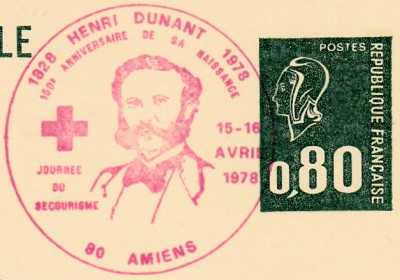 LE
1828 HENRI DUNANT 1978
150e ANNIVERSAIRE DE SA NAISSANCE
JOURNEE
DU
SECOURISME
15-16
AVRIL
1978
80 AMIENS
POSTES
REPUBLIQUE FRANÇAISE
0,80